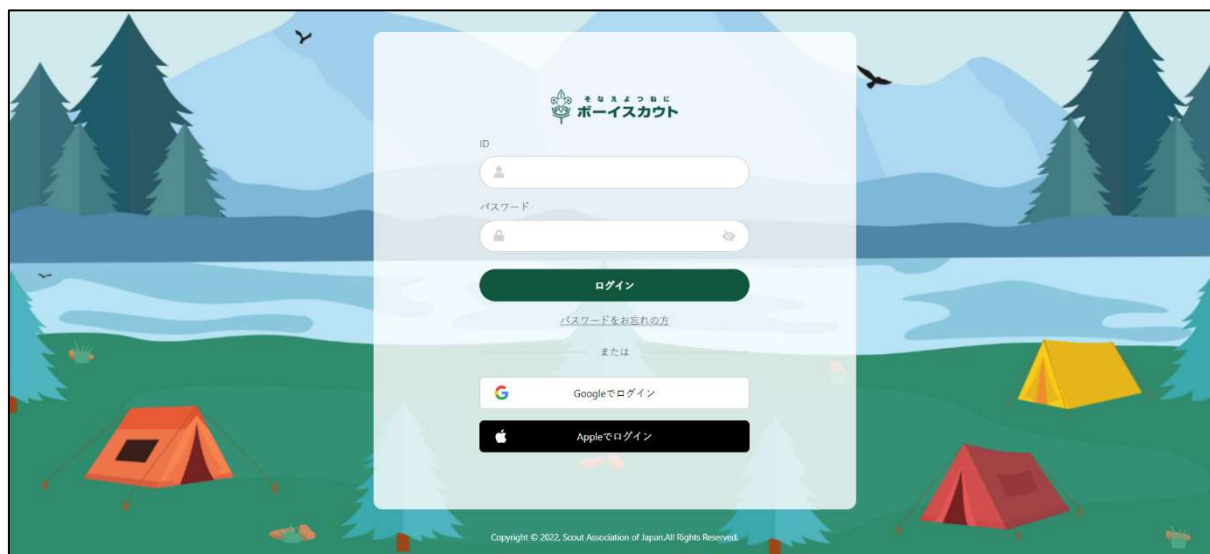 そなえよつねに
ボーイスカウト
ID
パスワード
ログイン
パスワードをお忘れの方
または
Googleでログイン
Appleでログイン
Copyright © 2022, Scout Association of Japan.All Rights Reserved.